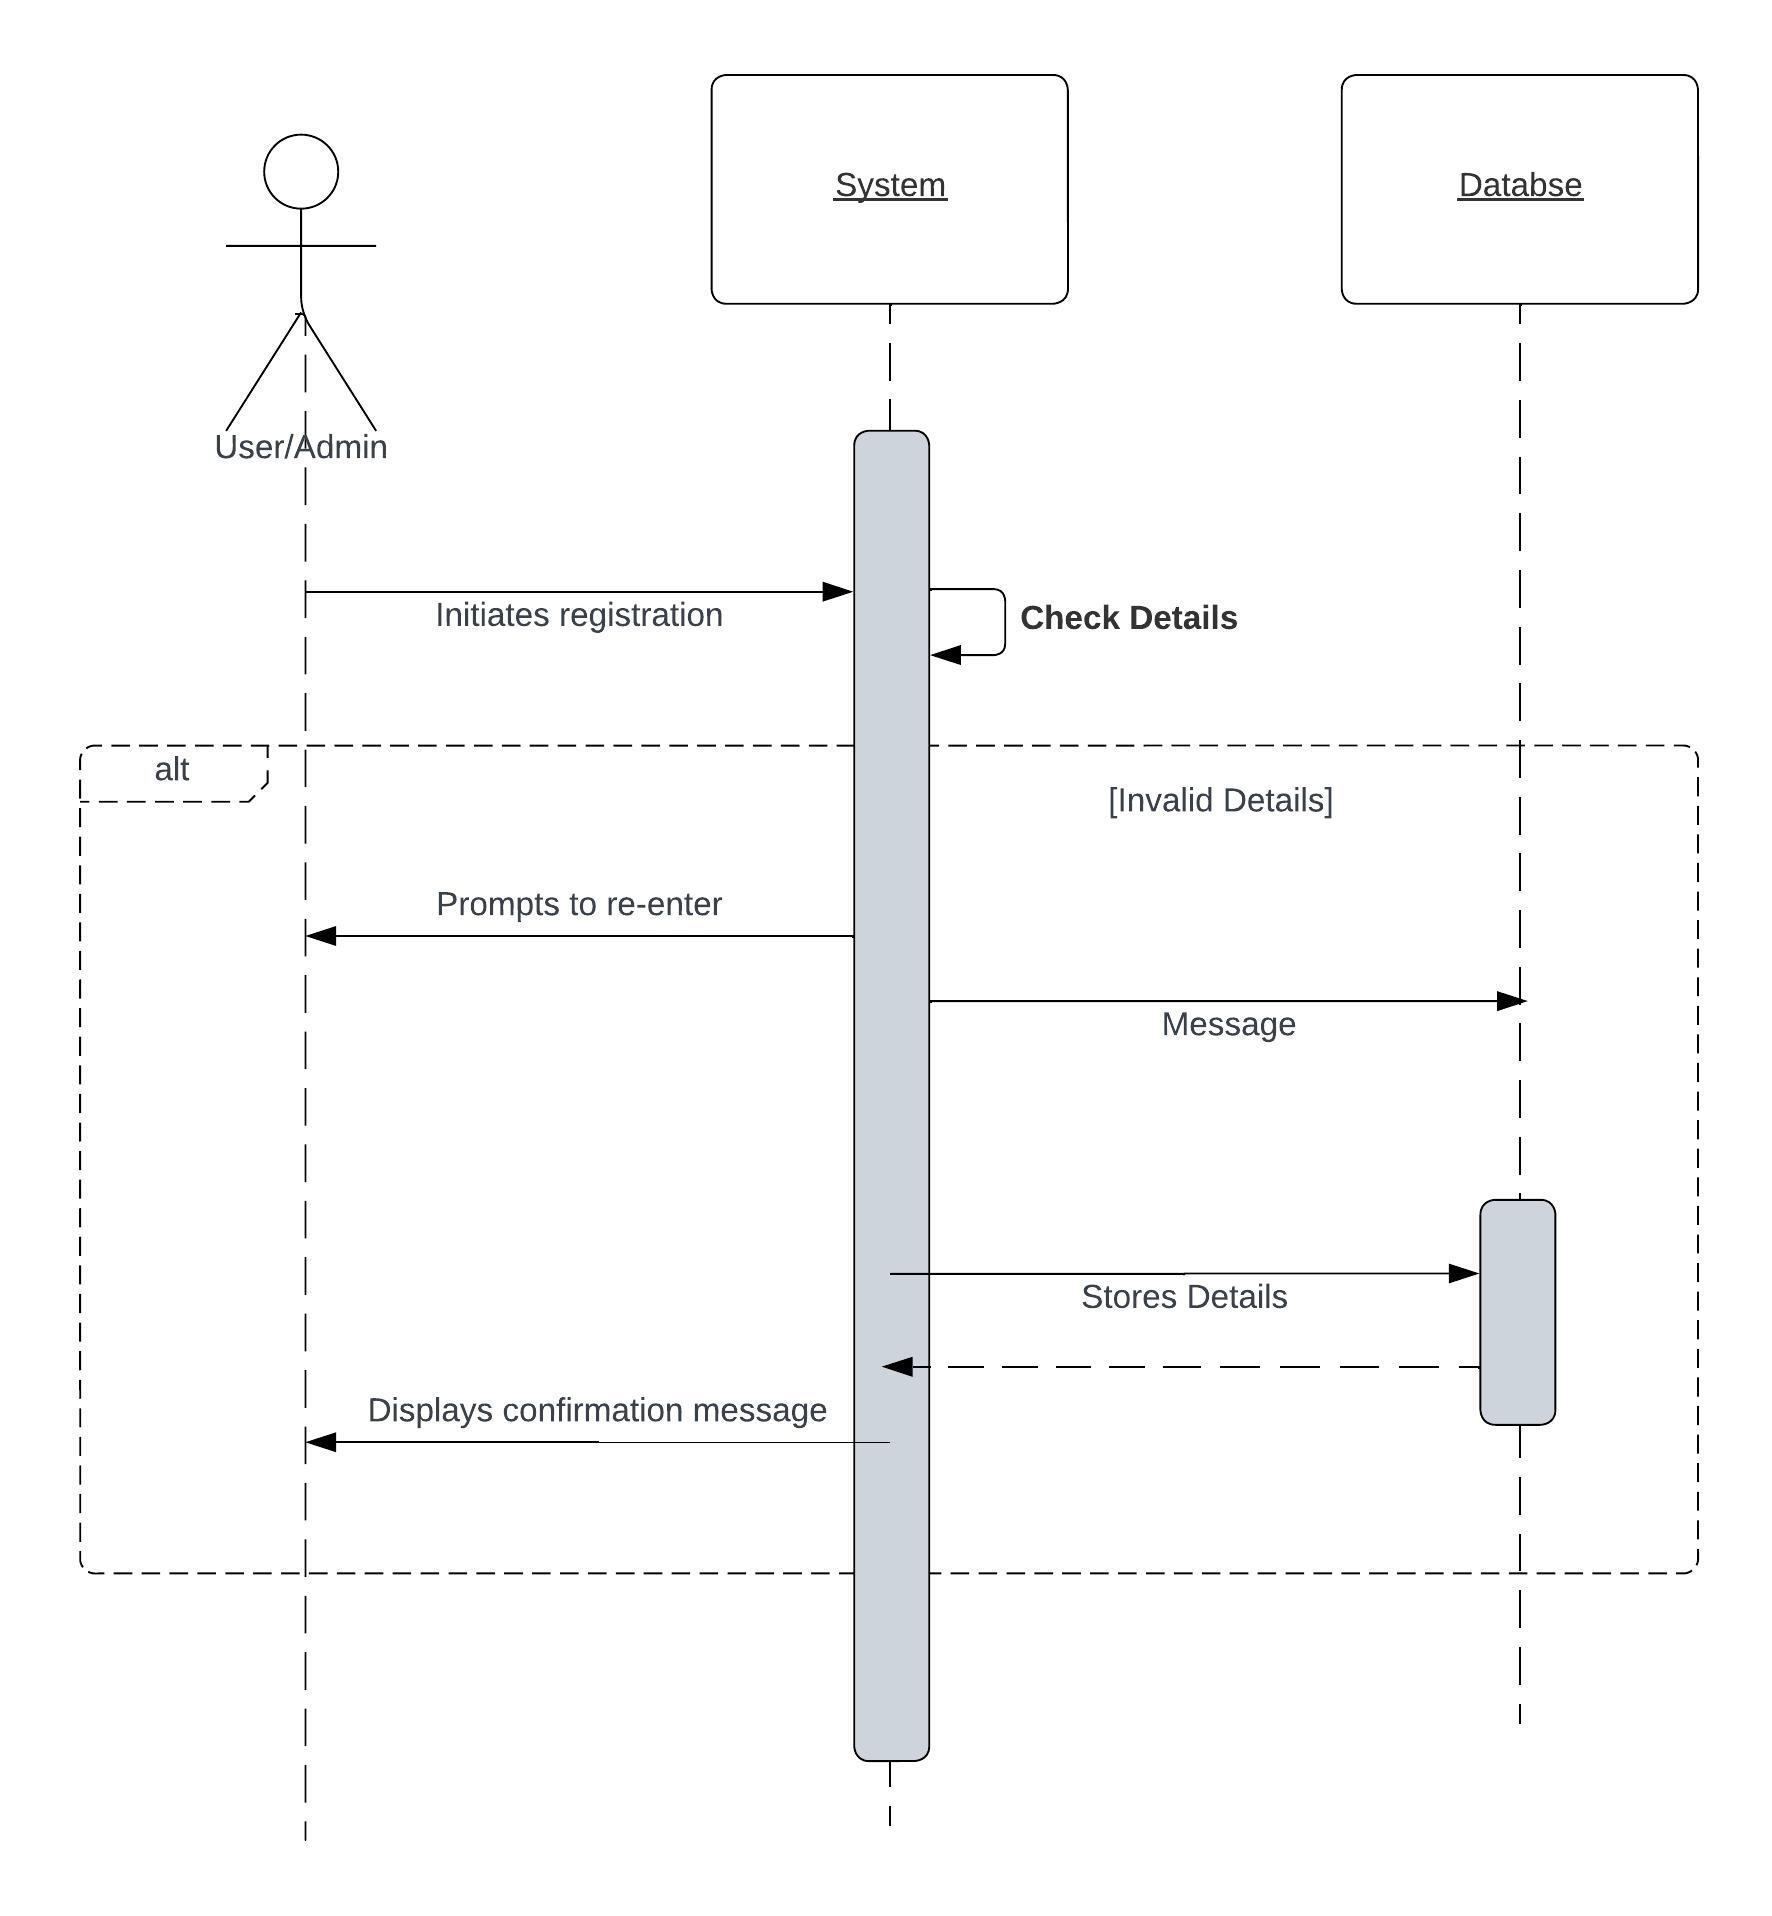 System
Databse
User/Admin
Initiates registration
Check Details
alt
[Invalid Details]
Prompts to re-enter
Message
Stores Details
Displays confirmation message